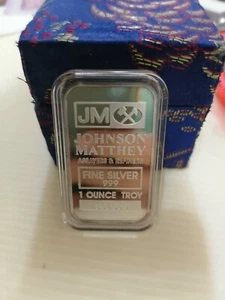 JM
JOHNSON
MATTHEY
ASSAYERS & REFINERS
FINE SILVER
999
1 OUNCE TROY